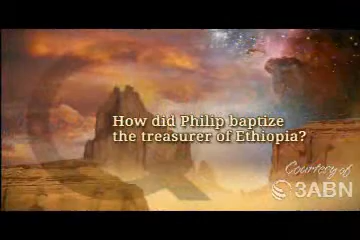 How did Philip baptize
the treasurer of Ethiopia?
Courtesy of
3ABN